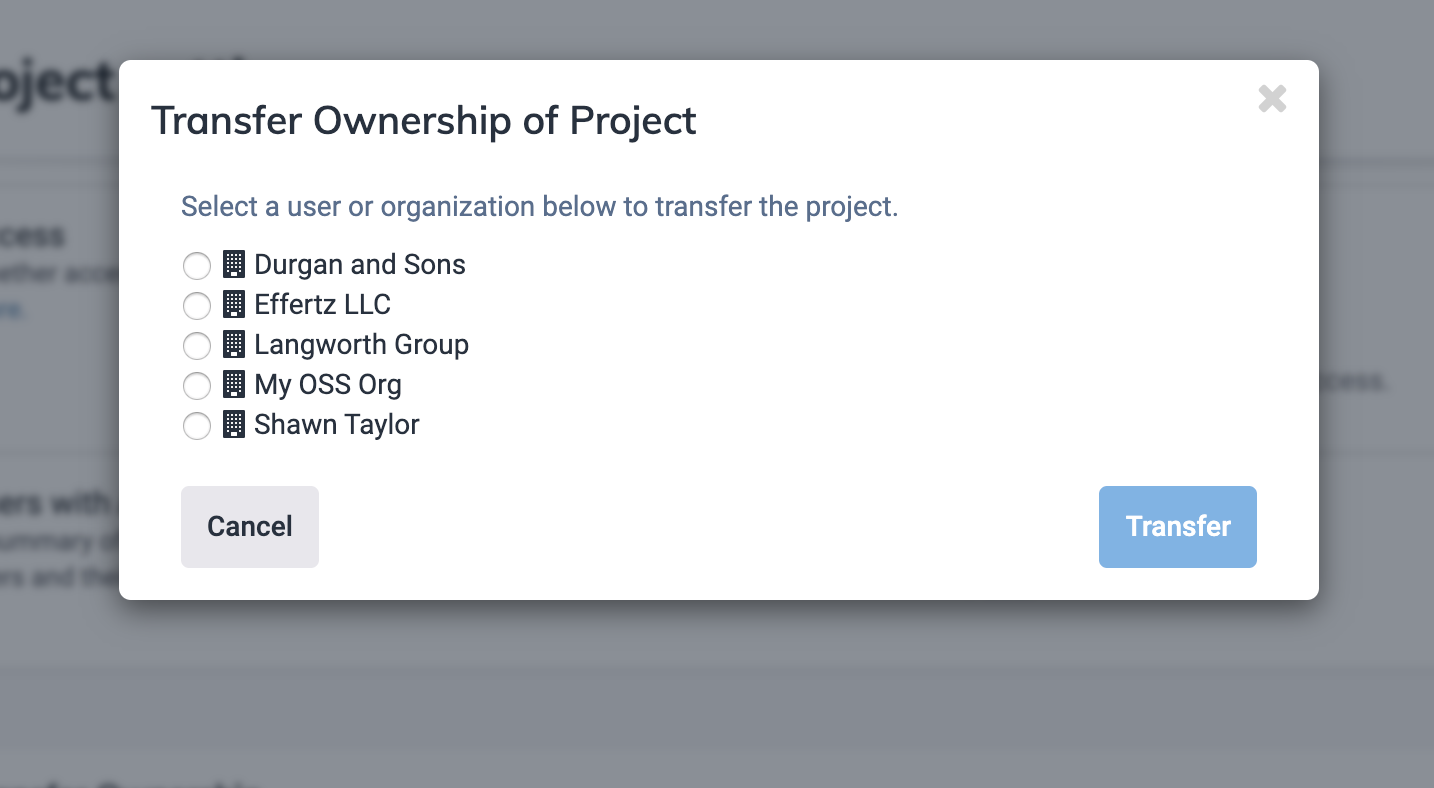 Transfer Ownership of Project
Select a user or organization below to transfer the project.
Durgan and Sons
Effertz LLC
Langworth Group
My OSS Org
Shawn Taylor
Cancel
Transfer